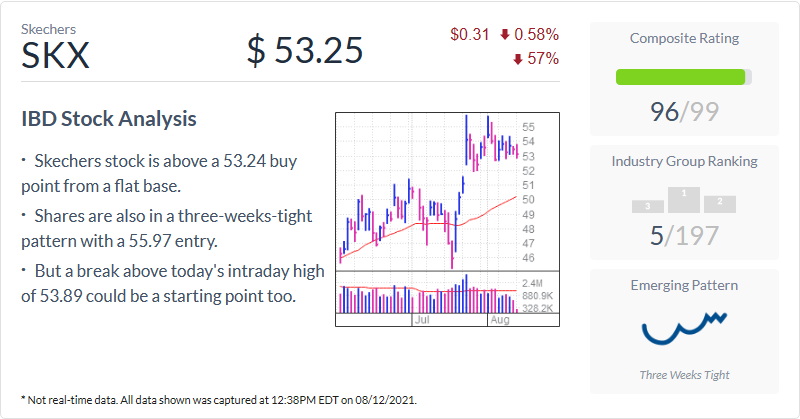 Skechers
SKX
$ 53.25
$0.31 0.58%
57%
IBD Stock Analysis
· Skechers stock is above a 53.24 buy
point from a flat base.
· Shares are also in a three-weeks-tight
pattern with a 55.97 entry.
· But a break above today's intraday high
of 53.89 could be a starting point too.
55
54
53
52
51
50
49
48
47
46
2.4M
880.9K
328.2K
Jul
Aug
Composite Rating
96/99
Industry Group Ranking
3
1
2
5/197
Emerging Pattern
Three Weeks Tight
* Not real-time data. All data shown was captured at 12:38PM EDT on 08/12/2021.